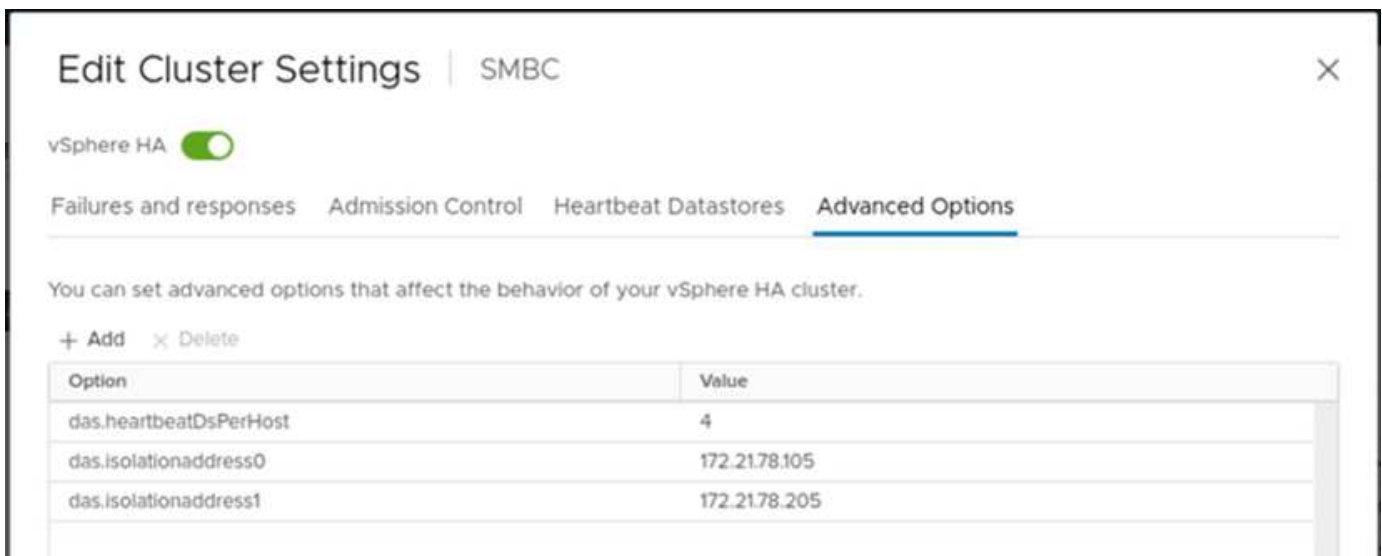 Edit Cluster Settings SMBC
vSphere HA
Failures and responses Admission Control Heartbeat Datastores Advanced Options
You can set advanced options that affect the behavior of your vSphere HA cluster.
+ Add × Delete
Option Value
das.heartbeatDsPerHost 4
das.isolationaddress0 172.21.78.105
das.isolationaddress1 172.21.78.205